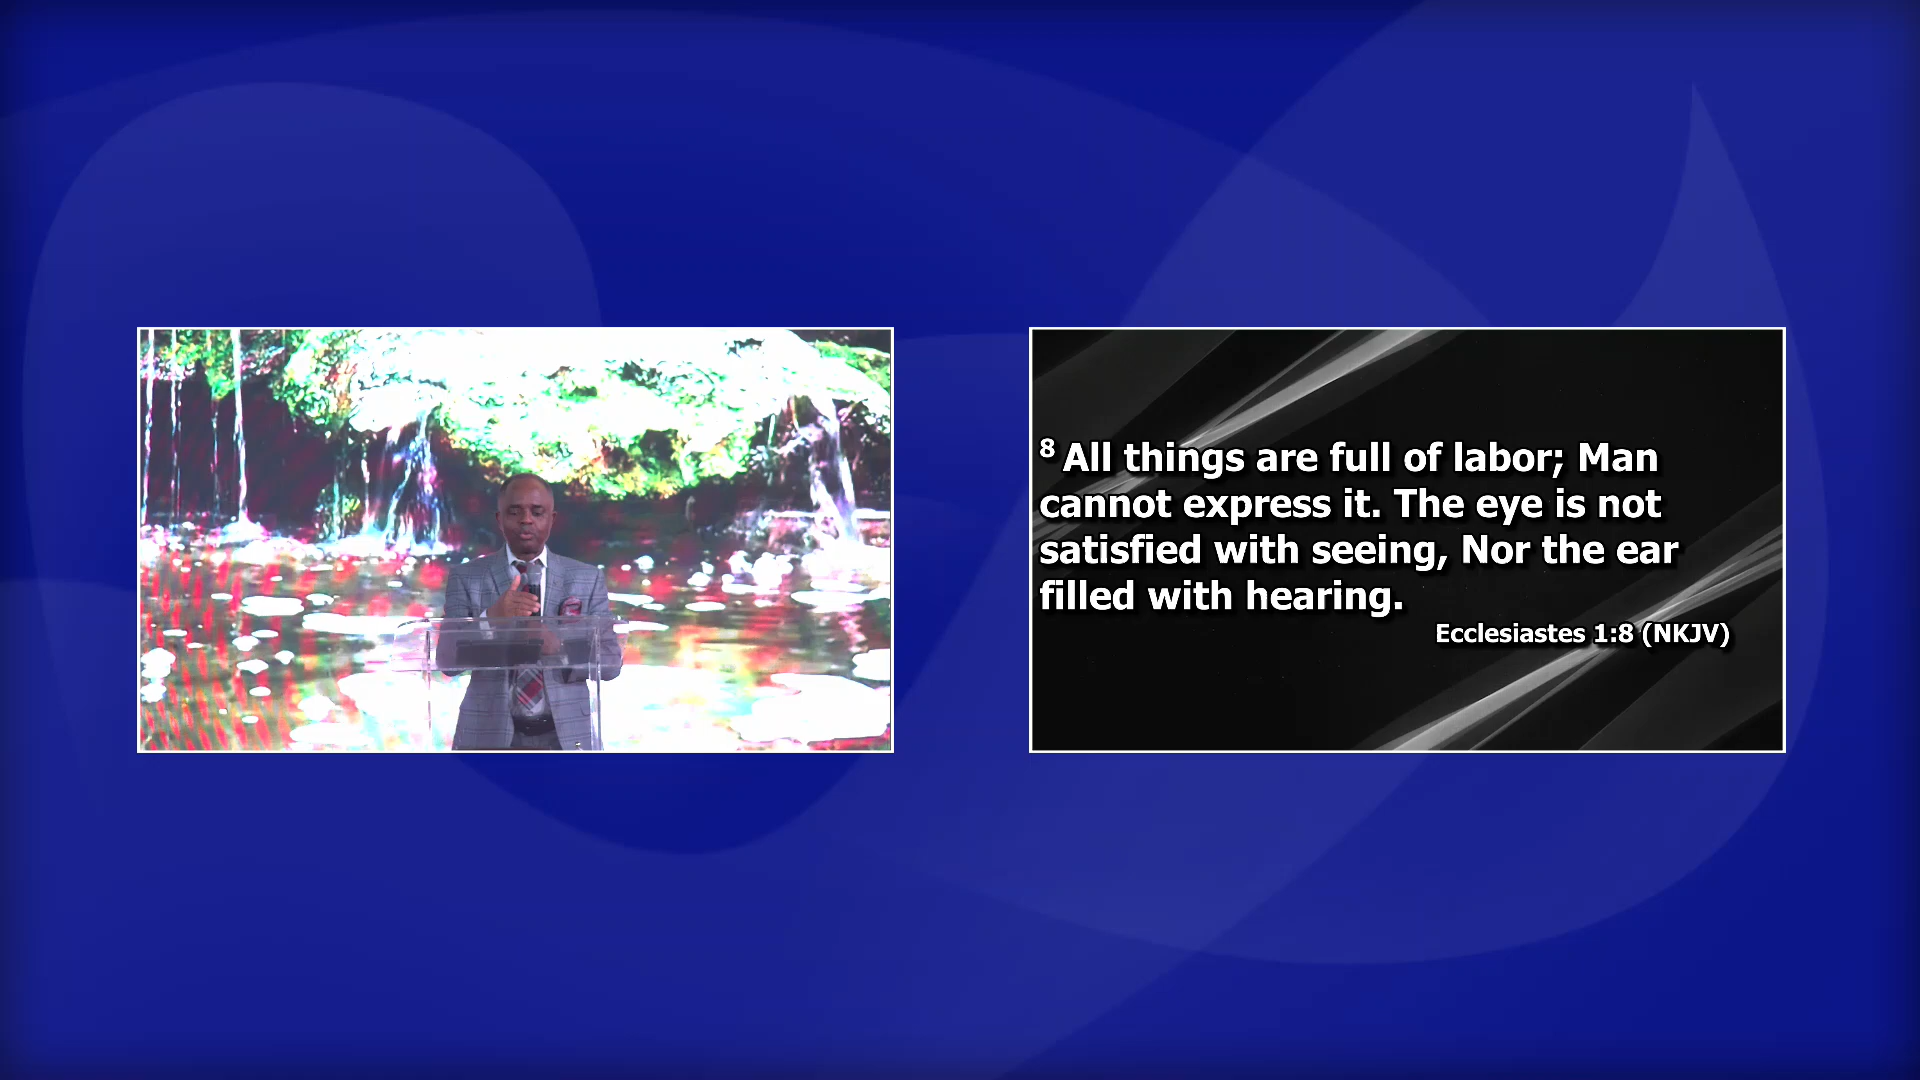 8 All things are full of labor; Man
cannot express it. The eye is not
satisfied with seeing, Nor the ear
filled with hearing.
Ecclesiastes 1:8 (NKJV)